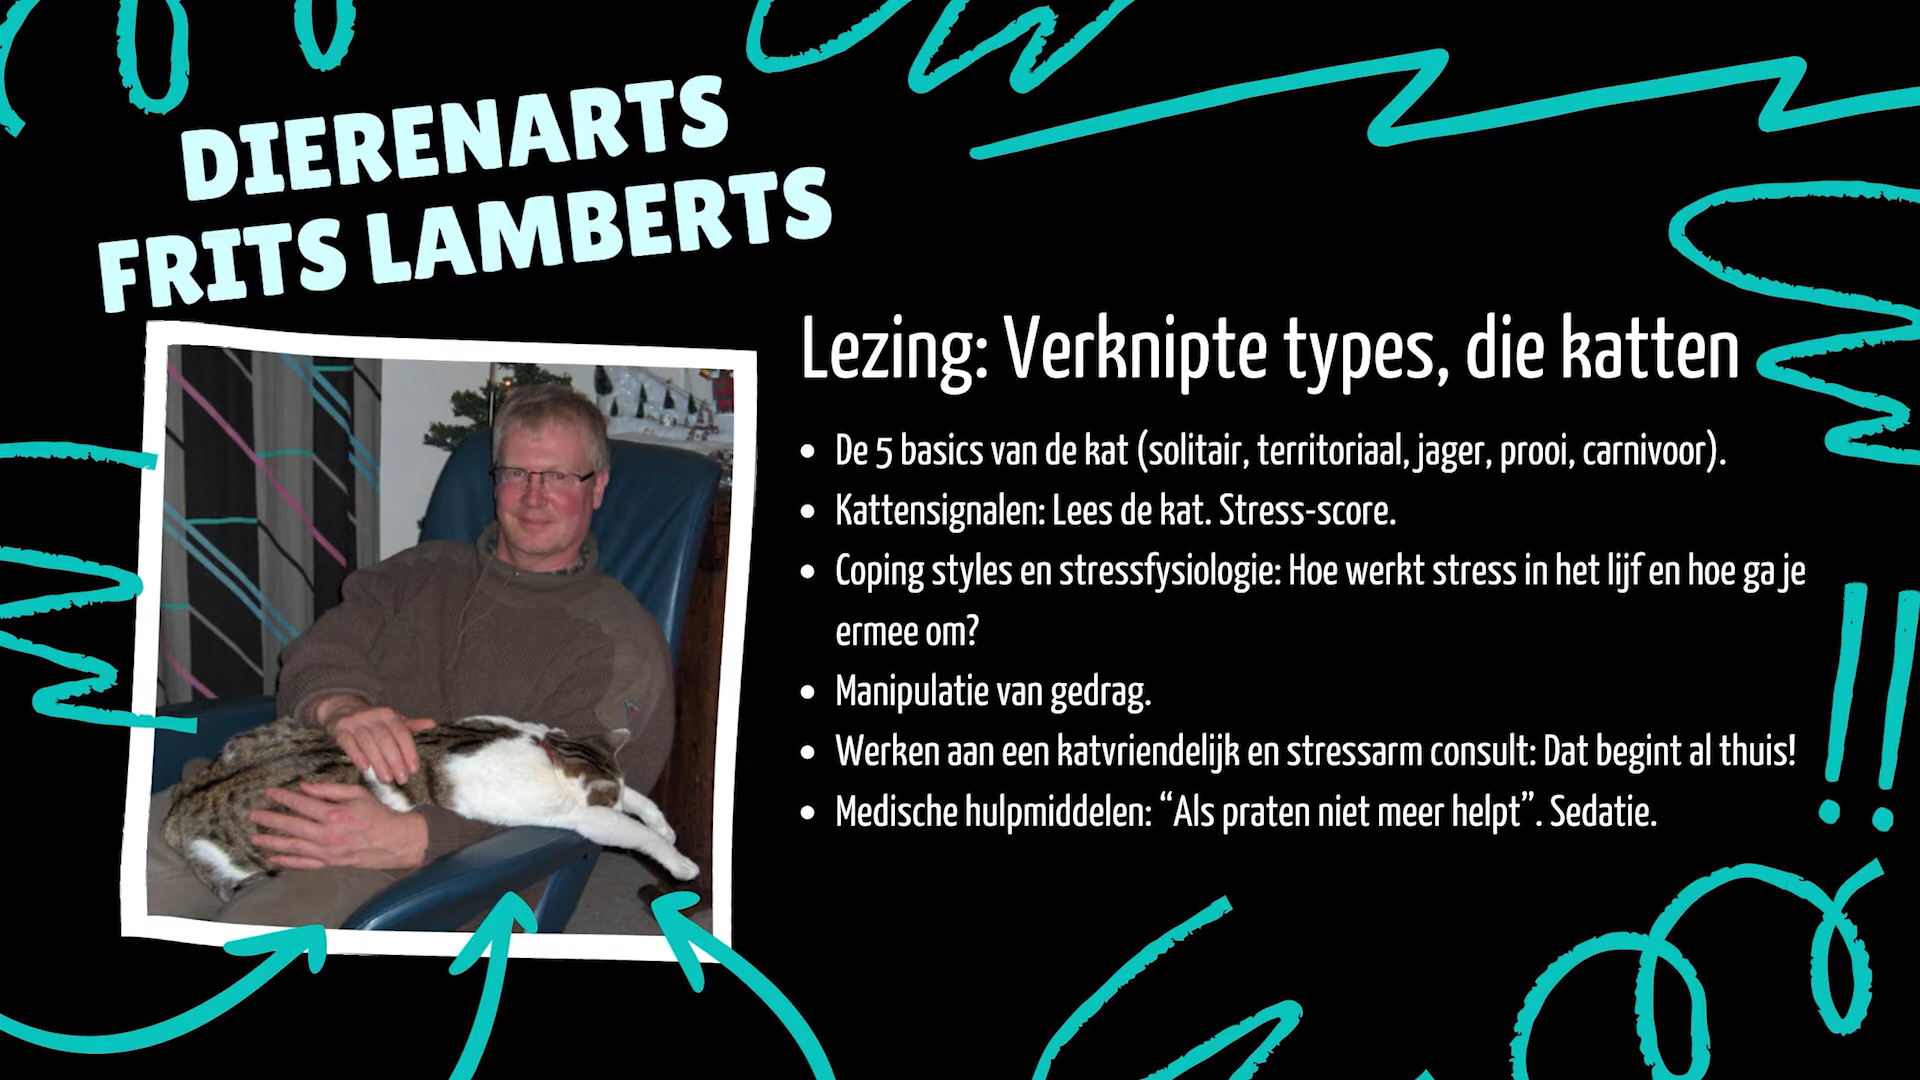 DIERENARTS
FRITS LAMBERTS
Lezing: Verknipte types, die katten
• De 5 basics van de kat (solitair, territoriaal, jager, prooi, carnivoor).
• Kattensignalen: Lees de kat. Stress-score.
• Coping styles en stressfysiologie: Hoe werkt stress in het lijf en hoe ga je
ermee om?
• Manipulatie van gedrag.
• Werken aan een katvriendelijk en stressarm consult: Dat begint al thuis!
• Medische hulpmiddelen: “Als praten niet meer helpt”. Sedatie.